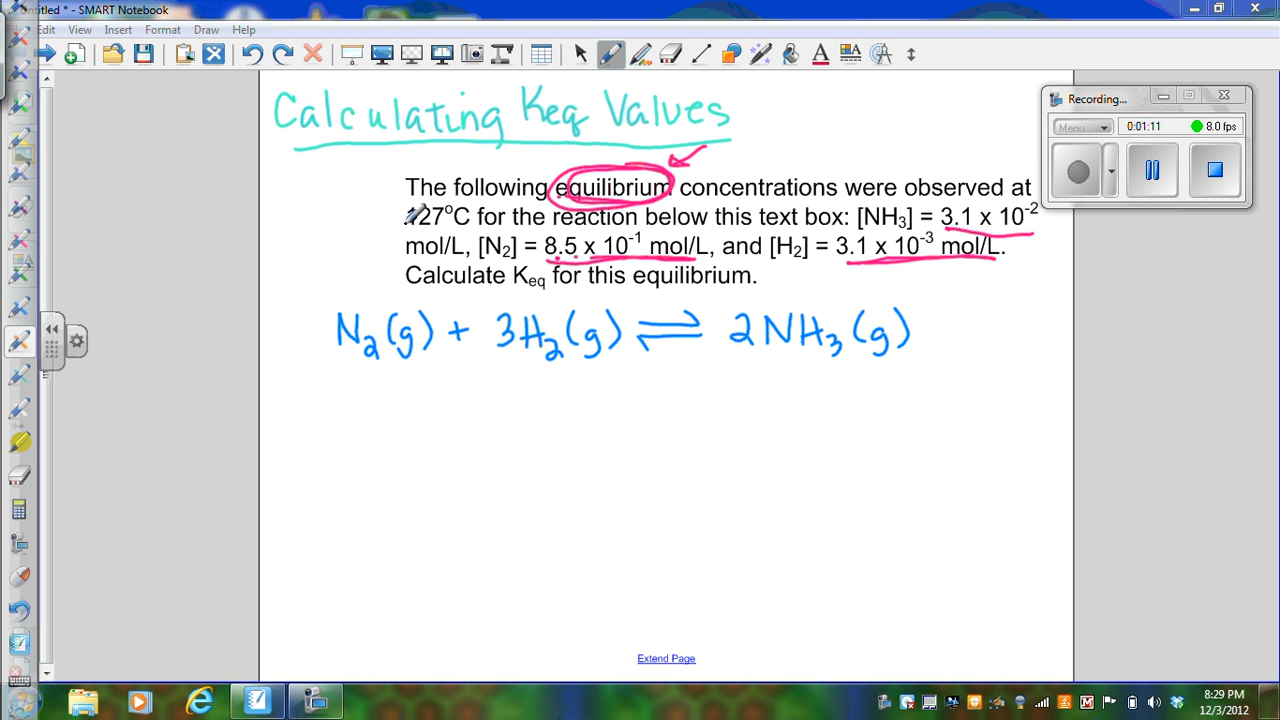 Untitled * - SMART Notebook
Edit View Insert Format Draw Help
Calculating Keq Values
Recording...
Menu 0:01:11 8.0 fps
The following equilibrium concentrations were observed at
127°C for the reaction below this text box: [NH₃] = 3.1 x 10⁻²
mol/L, [N₂] = 8.5 x 10⁻¹ mol/L, and [H₂] = 3.1 x 10⁻³ mol/L.
Calculate Keq for this equilibrium.
N₂(g) + 3H₂(g) ⇌ 2NH₃(g)
Extend Page
8:29 PM
12/3/2012